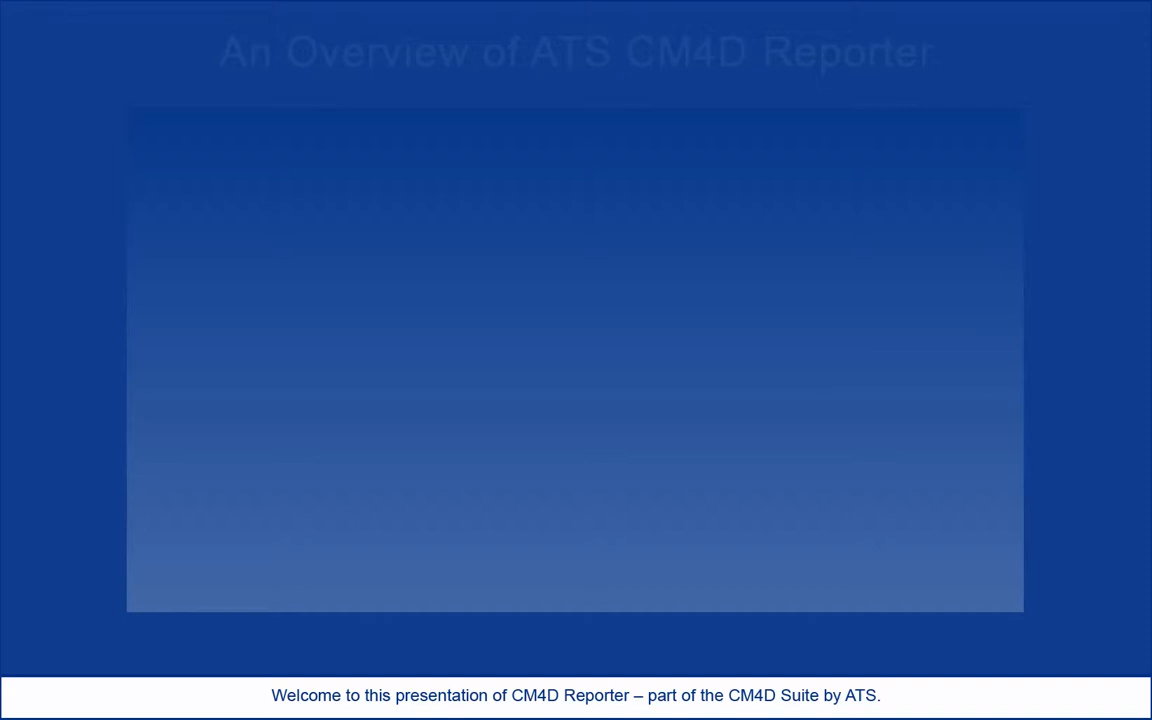 An Overview of ATS CM4D Reporter
Welcome to this presentation of CM4D Reporter – part of the CM4D Suite by ATS.